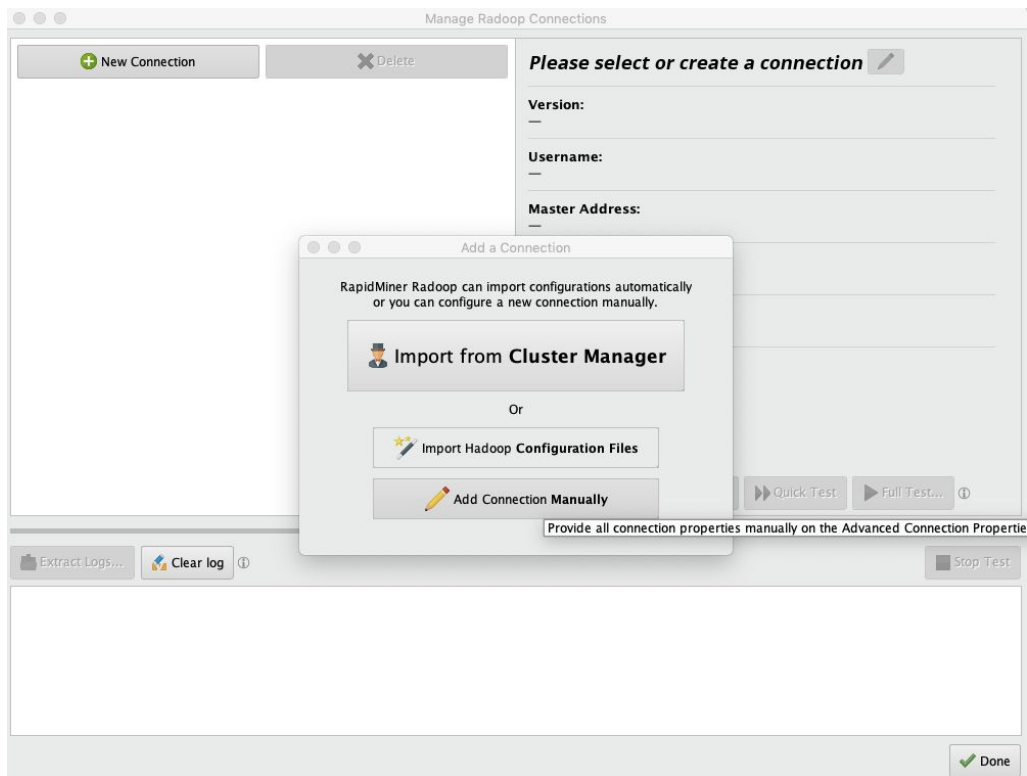 Manage Radoop Connections
New Connection
Delete
Please select or create a connection
Version:
—
Username:
—
Master Address:
—
Add a Connection
RapidMiner Radoop can import configurations automatically
or you can configure a new connection manually.
Import from Cluster Manager
Or
Import Hadoop Configuration Files
Add Connection Manually
Quick Test
Full Test...
Provide all connection properties manually on the Advanced Connection Propertie
Extract Logs...
Clear log
Stop Test
Done